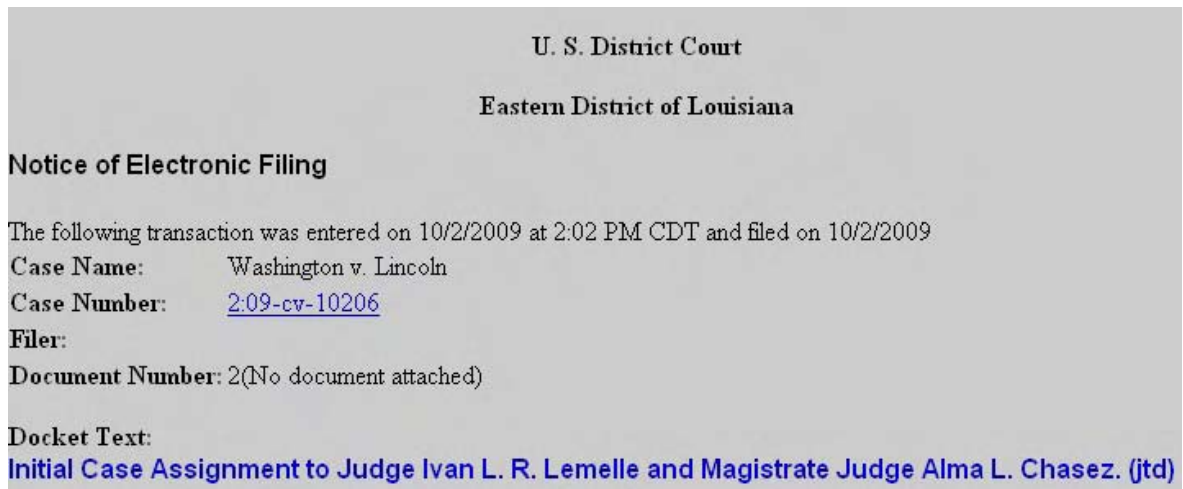 U. S. District Court
Eastern District of Louisiana
Notice of Electronic Filing
The following transaction was entered on 10/2/2009 at 2:02 PM CDT and filed on 10/2/2009
Case Name: Washington v. Lincoln
Case Number: 2:09-cv-10206
Filer:
Document Number: 2(No document attached)
Docket Text:
Initial Case Assignment to Judge Ivan L. R. Lemelle and Magistrate Judge Alma L. Chasez. (jtd)